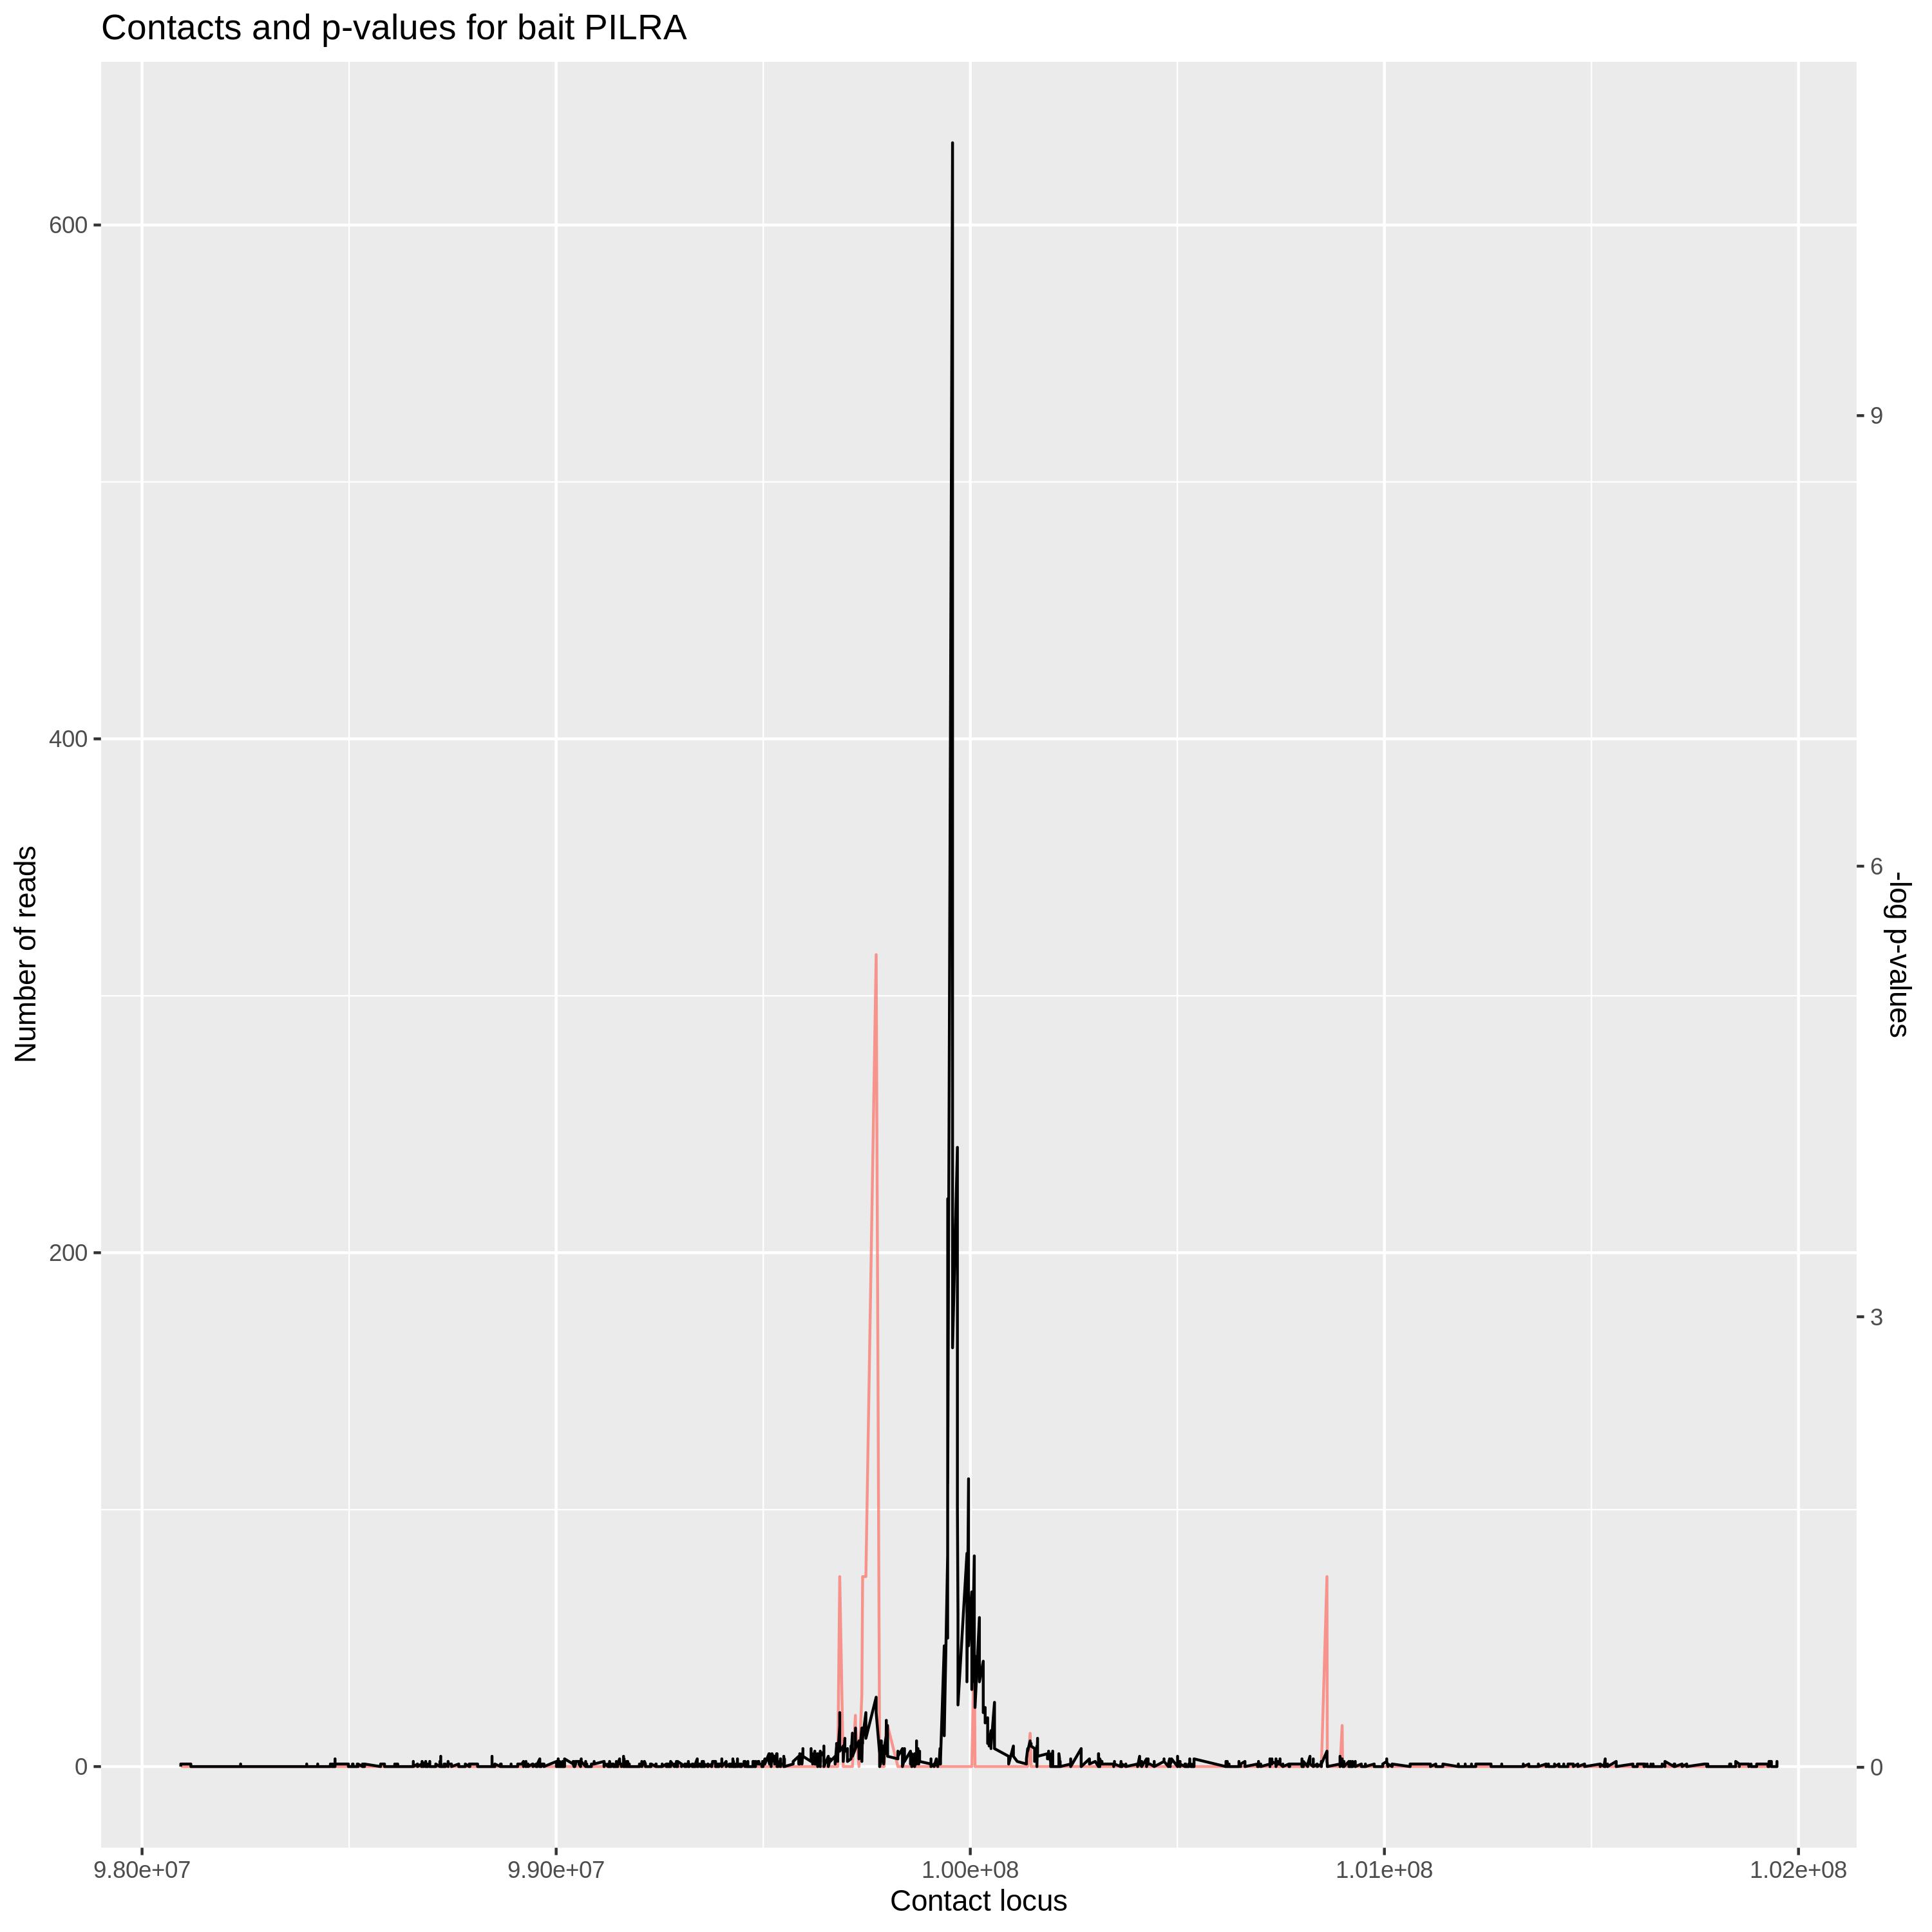 Contacts and p-values for bait PILRA
600
400
200
0
Number of reads
9
6
3
0
-log p-values
9.80e+07
9.90e+07
1.00e+08
1.01e+08
1.02e+08
Contact locus